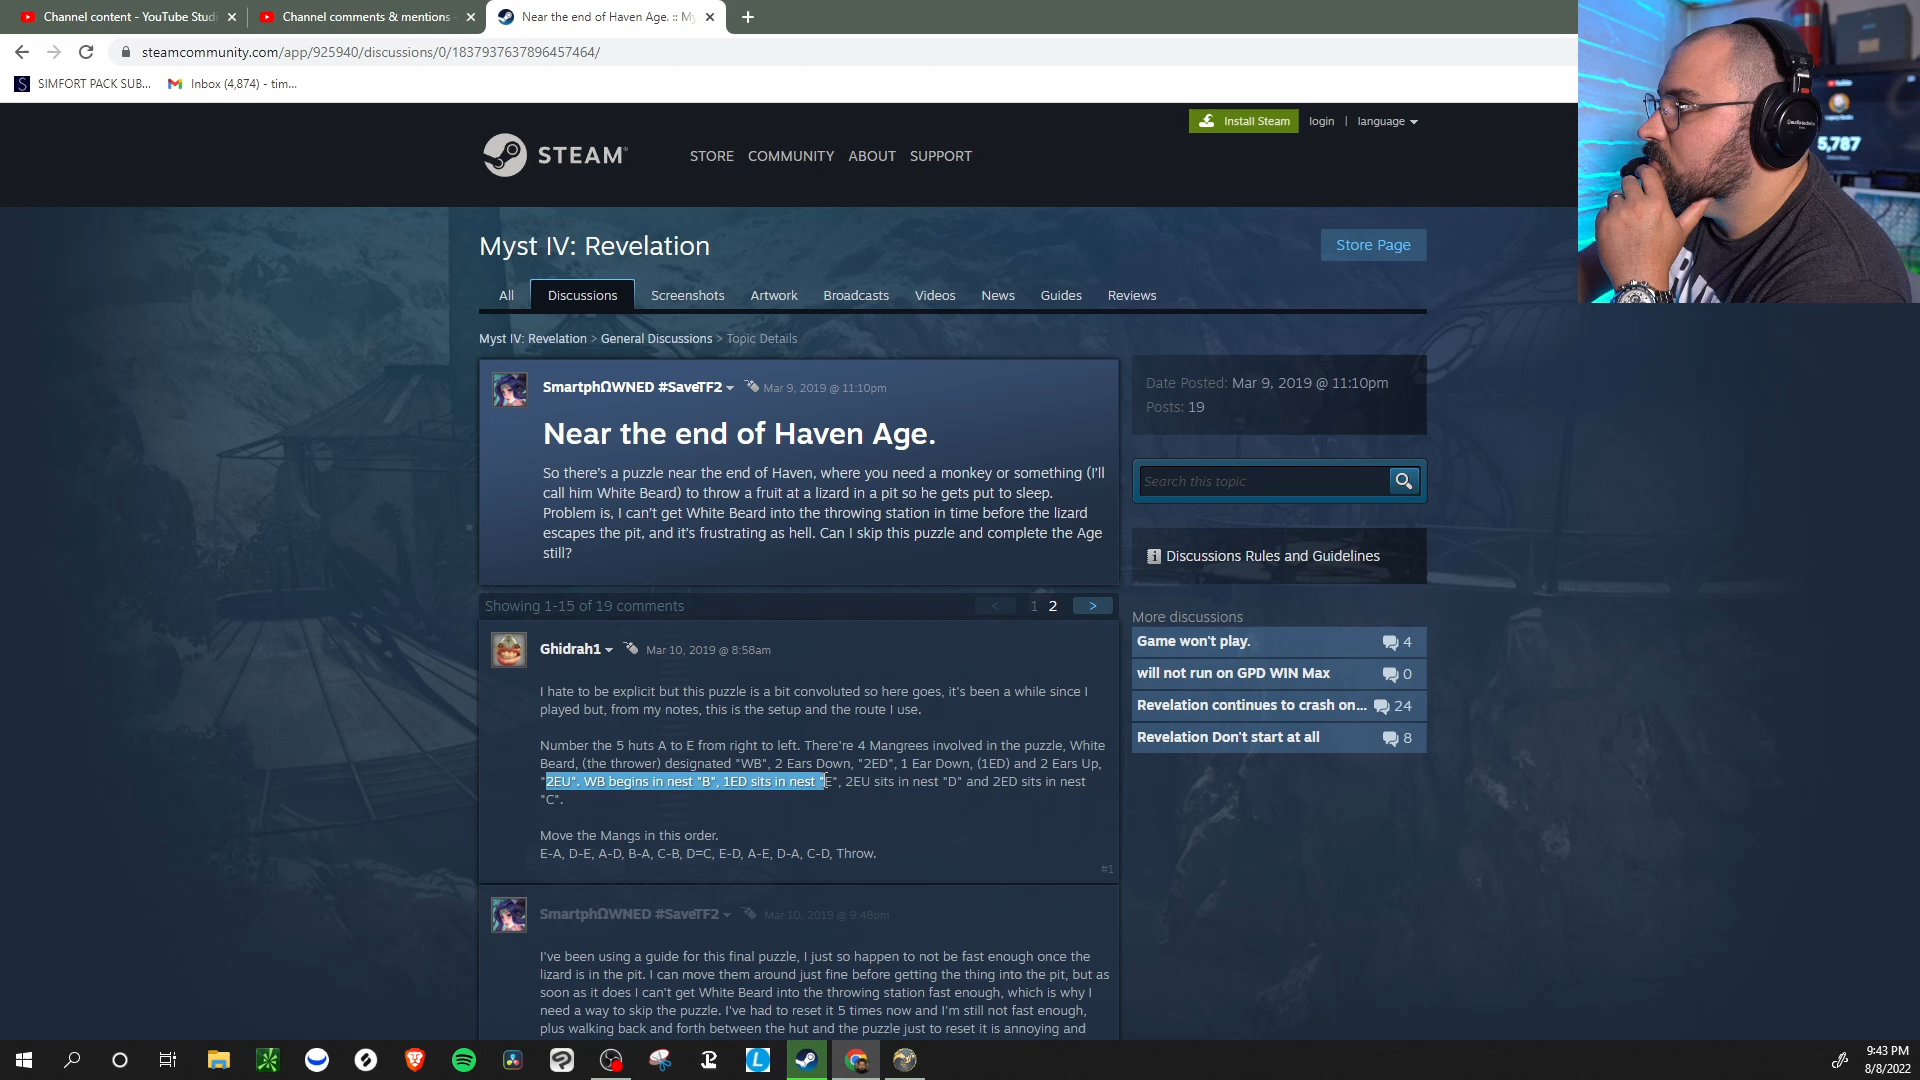 Channel content - YouTube Studi
Channel comments & mentions -
Near the end of Haven Age. :: My
steamcommunity.com/app/925940/discussions/0/1837937637896457464/
SIMFORT PACK SUB...
Inbox (4,874) - tim...
Install Steam
login | language
STEAM
STORE COMMUNITY ABOUT SUPPORT
5,787
Myst IV: Revelation
Store Page
All Discussions Screenshots Artwork Broadcasts Videos News Guides Reviews
Myst IV: Revelation > General Discussions > Topic Details
SmartphΩWNED #SaveTF2 Mar 9, 2019 @ 11:10pm
Near the end of Haven Age.
So there's a puzzle near the end of Haven, where you need a monkey or something (I'll
call him White Beard) to throw a fruit at a lizard in a pit so he gets put to sleep.
Problem is, I can't get White Beard into the throwing station in time before the lizard
escapes the pit, and it's frustrating as hell. Can I skip this puzzle and complete the Age
still?
Date Posted: Mar 9, 2019 @ 11:10pm
Posts: 19
Search this topic
Discussions Rules and Guidelines
More discussions
Game won't play. 4
will not run on GPD WIN Max 0
Revelation continues to crash on... 24
Revelation Don't start at all 8
Showing 1-15 of 19 comments
< 1 2 >
Ghidrah1 Mar 10, 2019 @ 8:58am
I hate to be explicit but this puzzle is a bit convoluted so here goes, it's been a while since I
played but, from my notes, this is the setup and the route I use.
Number the 5 huts A to E from right to left. There're 4 Mangrees involved in the puzzle, White
Beard, (the thrower) designated "WB", 2 Ears Down, "2ED", 1 Ear Down, (1ED) and 2 Ears Up,
"2EU". WB begins in nest "B", 1ED sits in nest "E", 2EU sits in nest "D" and 2ED sits in nest
"C".
Move the Mangs in this order.
E-A, D-E, A-D, B-A, C-B, D=C, E-D, A-E, D-A, C-D, Throw.
#1
SmartphΩWNED #SaveTF2 Mar 10, 2019 @ 9:48pm
I've been using a guide for this final puzzle, I just so happen to not be fast enough once the
lizard is in the pit. I can move them around just fine before getting the thing into the pit, but as
soon as it does I can't get White Beard into the throwing station fast enough, which is why I
need a way to skip the puzzle. I've had to reset it 5 times now and I'm still not fast enough,
plus walking back and forth between the hut and the puzzle just to reset it is annoying and
9:43 PM
8/8/2022